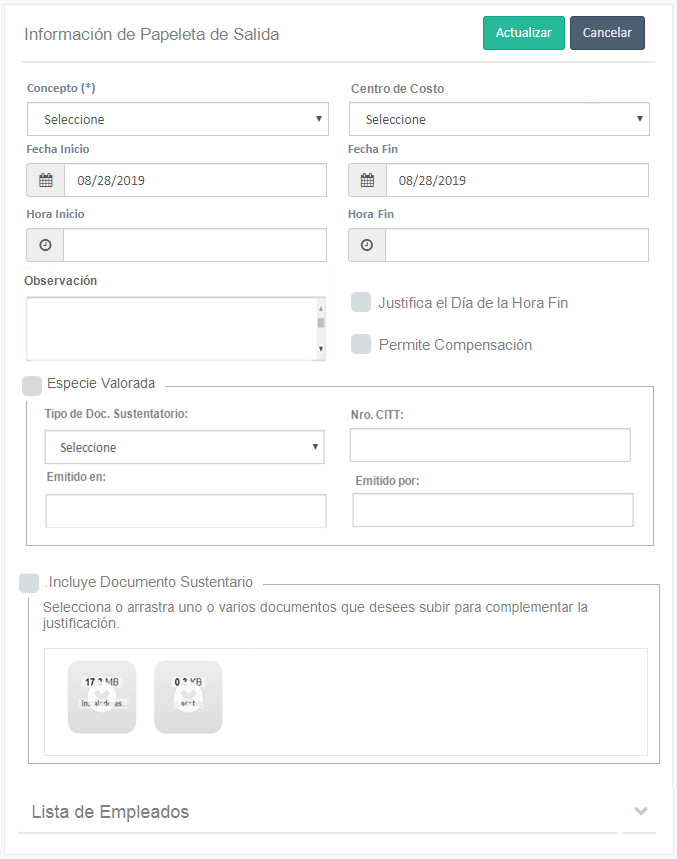 Información de Papeleta de Salida
Actualizar
Cancelar
Concepto (*)
Centro de Costo
Seleccione
Seleccione
Fecha Inicio
Fecha Fin
08/28/2019
08/28/2019
Hora Inicio
Hora Fin
Observación
Justifica el Día de la Hora Fin
Permite Compensación
Especie Valorada
Tipo de Doc. Sustentatorio:
Nro. CITT:
Seleccione
Emitido en:
Emitido por:
Incluye Documento Sustentario
Selecciona o arrastra uno o varios documentos que desees subir para complementar la
justificación.
17.3 MB
0.3 KB
Lista de Empleados